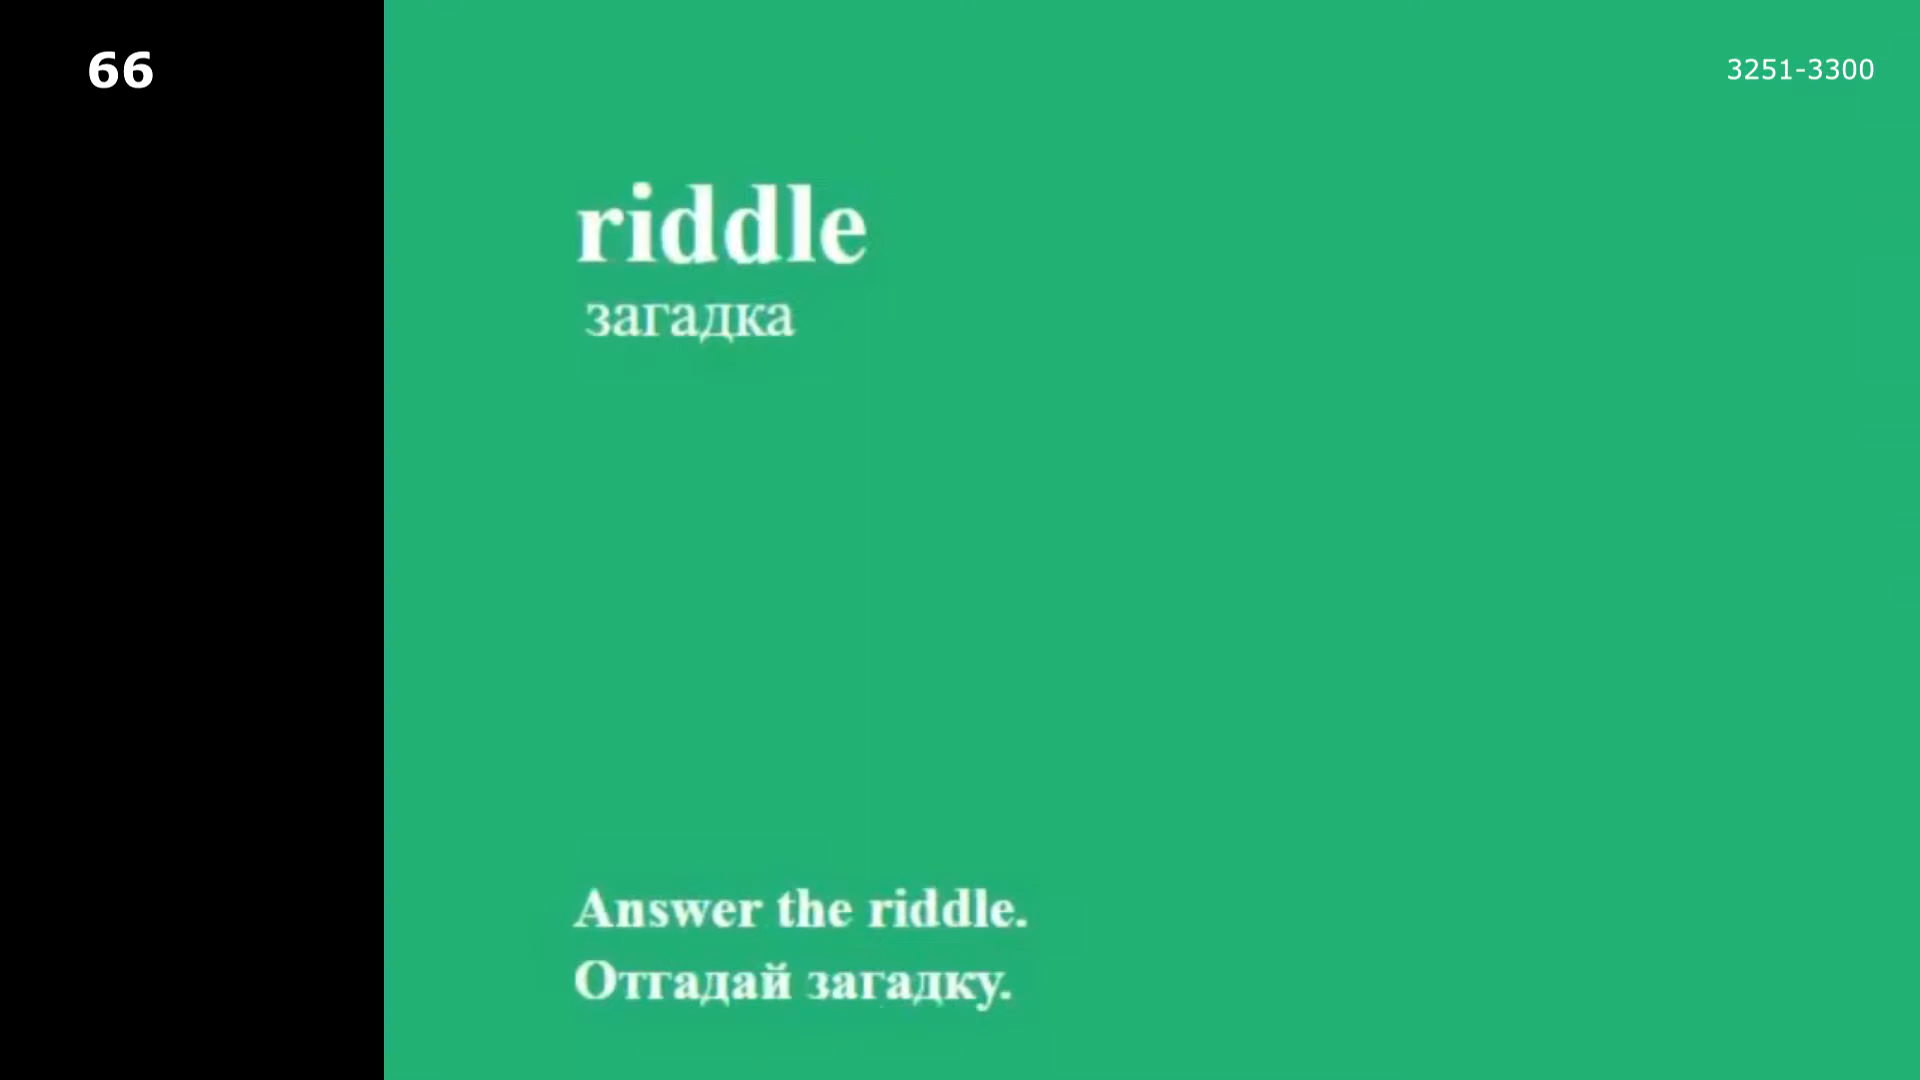 66
3251-3300
riddle
загадка
Answer the riddle.
Отгадай загадку.